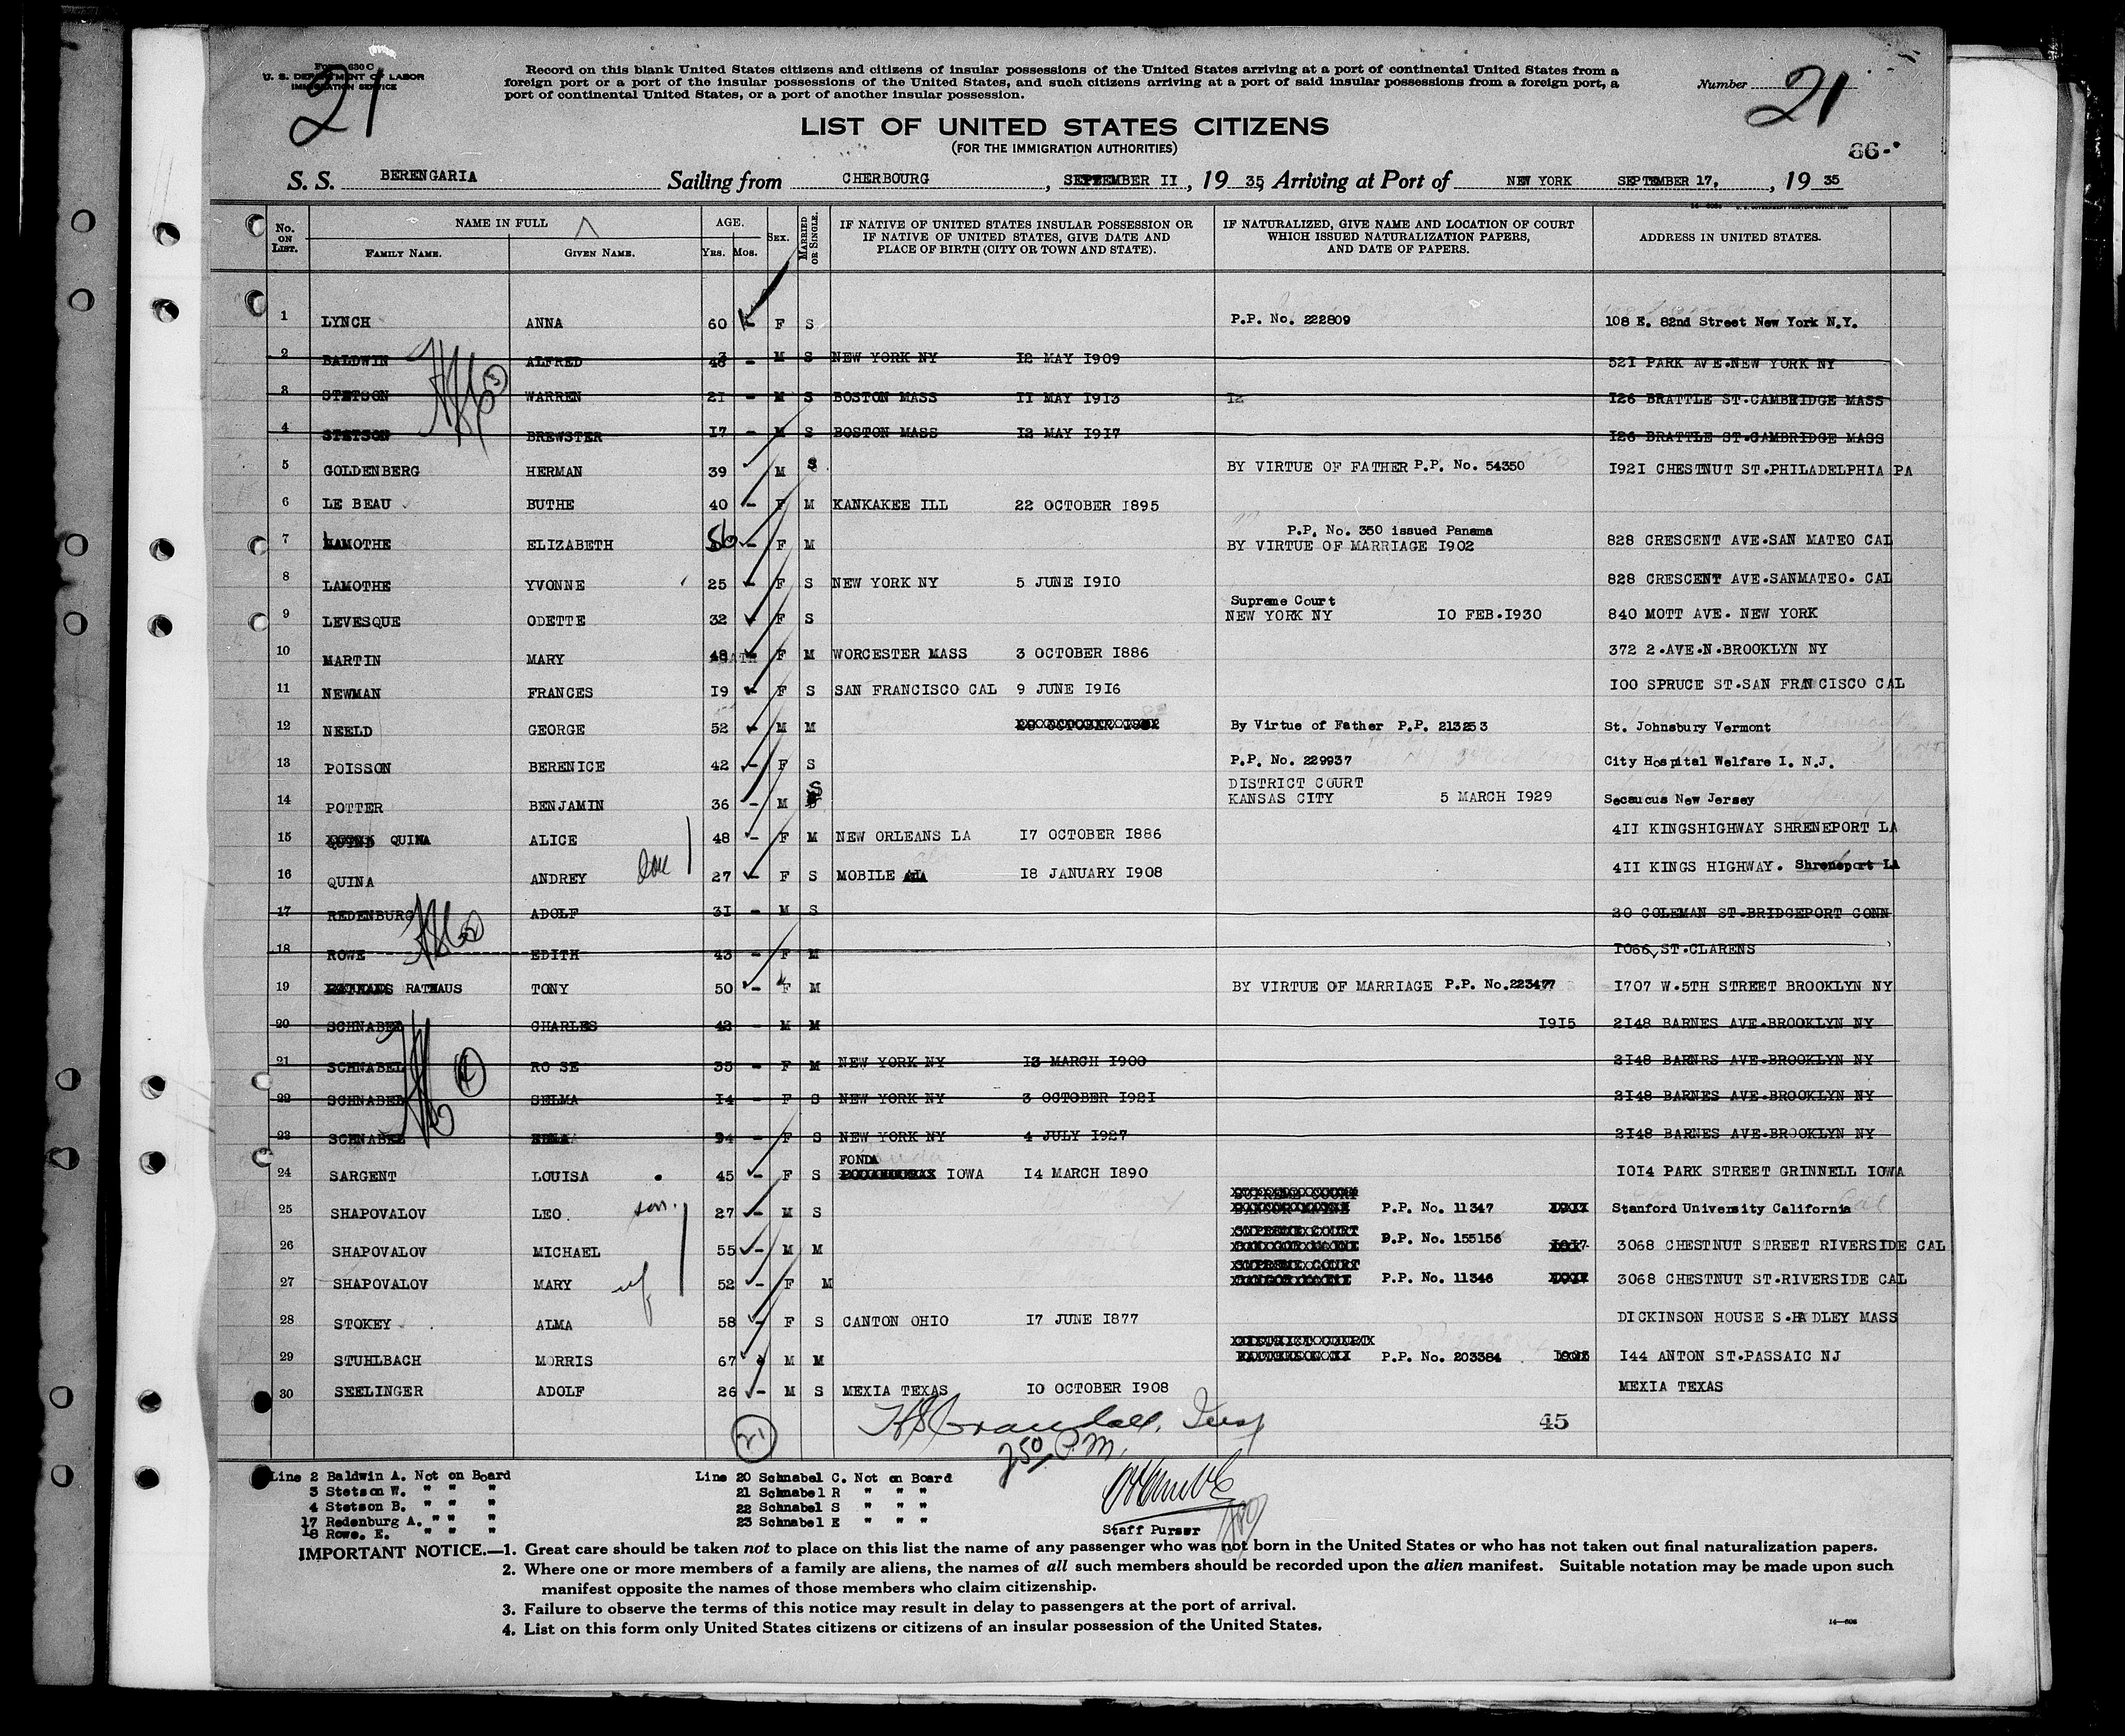 Form 630 C
U. S. DEPARTMENT OF LABOR
IMMIGRATION SERVICE
21
Record on this blank United States citizens and citizens of insular possessions of the United States arriving at a port of continental United States from a
foreign port or a port of the insular possessions of the United States, and such citizens arriving at a port of said insular possessions from a foreign port, a
port of continental United States, or a port of another insular possession.
Number 21
LIST OF UNITED STATES CITIZENS
(FOR THE IMMIGRATION AUTHORITIES)
66-
S. S. BERENGARIA Sailing from CHERBOURG, SEPTEMBER II, 19 35, Arriving at Port of NEW YORK SEPTEMBER 17, , 19 35
No. ON LIST. NAME IN FULL FAMILY NAME. GIVEN NAME. AGE. YRS. MOS. SEX. MARRIED OR SINGLE. IF NATIVE OF UNITED STATES INSULAR POSSESSION OR IF NATIVE OF UNITED STATES, GIVE DATE AND PLACE OF BIRTH (CITY OR TOWN AND STATE). IF NATURALIZED, GIVE NAME AND LOCATION OF COURT WHICH ISSUED NATURALIZATION PAPERS, AND DATE OF PAPERS. ADDRESS IN UNITED STATES.
1 LYNCH ANNA 60 - F S P.P. No. 222809 108 E. 82nd Street New York N.Y.
2 BALDWIN ALFRED - M S NEW YORK NY 12 MAY 1909 521 PARK AVE.NEW YORK NY
3 STETSON WARREN 21 - M S BOSTON MASS II MAY 1913 12 126 BRATTLE ST.CAMBRIDGE MASS
4 STETSON BREWSTER 17 - M S BOSTON MASS 12 MAY 1917 126 BRATTLE ST.CAMBRIDGE MASS
5 GOLDENBERG HERMAN 39 M S BY VIRTUE OF FATHER P.P. No. 54350 1921 CHESTNUT ST.PHILADELPHIA PA
6 LE BEAU BUTHE 40 - F M KANKAKEE ILL 22 OCTOBER 1895
7 LAMOTHE ELIZABETH 56 - F M P.P. No. 350 issued Panama
BY VIRTUE OF MARRIAGE 1902 828 CRESCENT AVE.SAN MATEO CAL
8 LAMOTHE YVONNE 25 - F S NEW YORK NY 5 JUNE 1910 828 CRESCENT AVE.SANMATEO. CAL
9 LEVESQUE ODETTE 32 F S Supreme Court
NEW YORK NY 10 FEB.1930 840 MOTT AVE. NEW YORK
10 MARTIN MARY 48 - F M WORCESTER MASS 3 OCTOBER 1886 372 2.AVE.N.BROOKLYN NY
11 NEWMAN FRANCES 19 - F S SAN FRANCISCO CAL 9 JUNE 1916 100 SPRUCE ST.SAN FRANCISCO CAL
12 NEELD GEORGE 52 - M M By Virtue of Father P.P. 213253 St. Johnsbury Vermont
13 POISSON BERENICE 42 - F S P.P. No. 229937 City Hospital Welfare I. N.J.
14 POTTER BENJAMIN 36 - M S DISTRICT COURT
KANSAS CITY 5 MARCH 1929 Secaucus New Jersey
15 QUINA ALICE 48 - F M NEW ORLEANS LA 17 OCTOBER 1886 411 KINGSHIGHWAY SHRENEPORT LA
16 QUINA ANDREY 27 - F S MOBILE ALA 18 JANUARY 1908 411 KINGS HIGHWAY. Shreneport LA
17 REDENBURG ADOLF 31 - M S 20 COLEMAN ST.BRIDGEPORT CONN
18 ROWE EDITH 43 - F M 1066, ST.CLARENS
19 RATHAUS TONY 50 - F M BY VIRTUE OF MARRIAGE P.P. No.223477 1707 W.5TH STREET BROOKLYN NY
20 SCHNABEL CHARLES 42 - M M 1915 2148 BARNES AVE.BROOKLYN NY
21 SCHNABEL ROSE 35 - F M NEW YORK NY 13 MARCH 1900 2148 BARNRS AVE.BROOKLYN NY
22 SCHNABEL SELMA 14 - F S NEW YORK NY 3 OCTOBER 1921 2148 BARNES AVE.BROOKLYN NY
23 SCHNABEL - F S NEW YORK NY 4 JULY 1927 2148 BARNES AVE.BROOKLYN NY
24 SARGENT LOUISA 45 - F S FONDA IOWA 14 MARCH 1890 1014 PARK STREET GRINNELL IOWA
25 SHAPOVALOV LEO. son. 27 - M S P.P. No. 11347 Stanford University California
26 SHAPOVALOV MICHAEL 55 - M M P.P. No. 155156 3068 CHESTNUT STREET RIVERSIDE CAL
27 SHAPOVALOV MARY wf 52 - F M P.P. No. 11346 3068 CHESTNUT ST.RIVERSIDE CAL
28 STOKEY ALMA 58 - F S CANTON OHIO 17 JUNE 1877 DICKINSON HOUSE S.HADLEY MASS
29 STUHLBACH MORRIS 67 M M P.P. No. 203384 144 ANTON ST.PASSAIC NJ
30 SEELINGER ADOLF 26 - M S MEXIA TEXAS 10 OCTOBER 1908 MEXIA TEXAS
21 HSCrandall, Insp 45
2 50 P.M.
Line 2 Baldwin A. Not on Board
3 Stetson W. " " "
4 Stetson B. " " "
17 Redenburg A. " " "
18 Rowe. E. " " "
Line 20 Schnabel C. Not on Board
21 Schnabel R " " "
22 Schnabel S " " "
23 Schnabel E " " "
Staff Purser
IMPORTANT NOTICE.—1. Great care should be taken not to place on this list the name of any passenger who was not born in the United States or who has not taken out final naturalization papers.
2. Where one or more members of a family are aliens, the names of all such members should be recorded upon the alien manifest. Suitable notation may be made upon such
manifest opposite the names of those members who claim citizenship.
3. Failure to observe the terms of this notice may result in delay to passengers at the port of arrival.
4. List on this form only United States citizens or citizens of an insular possession of the United States.